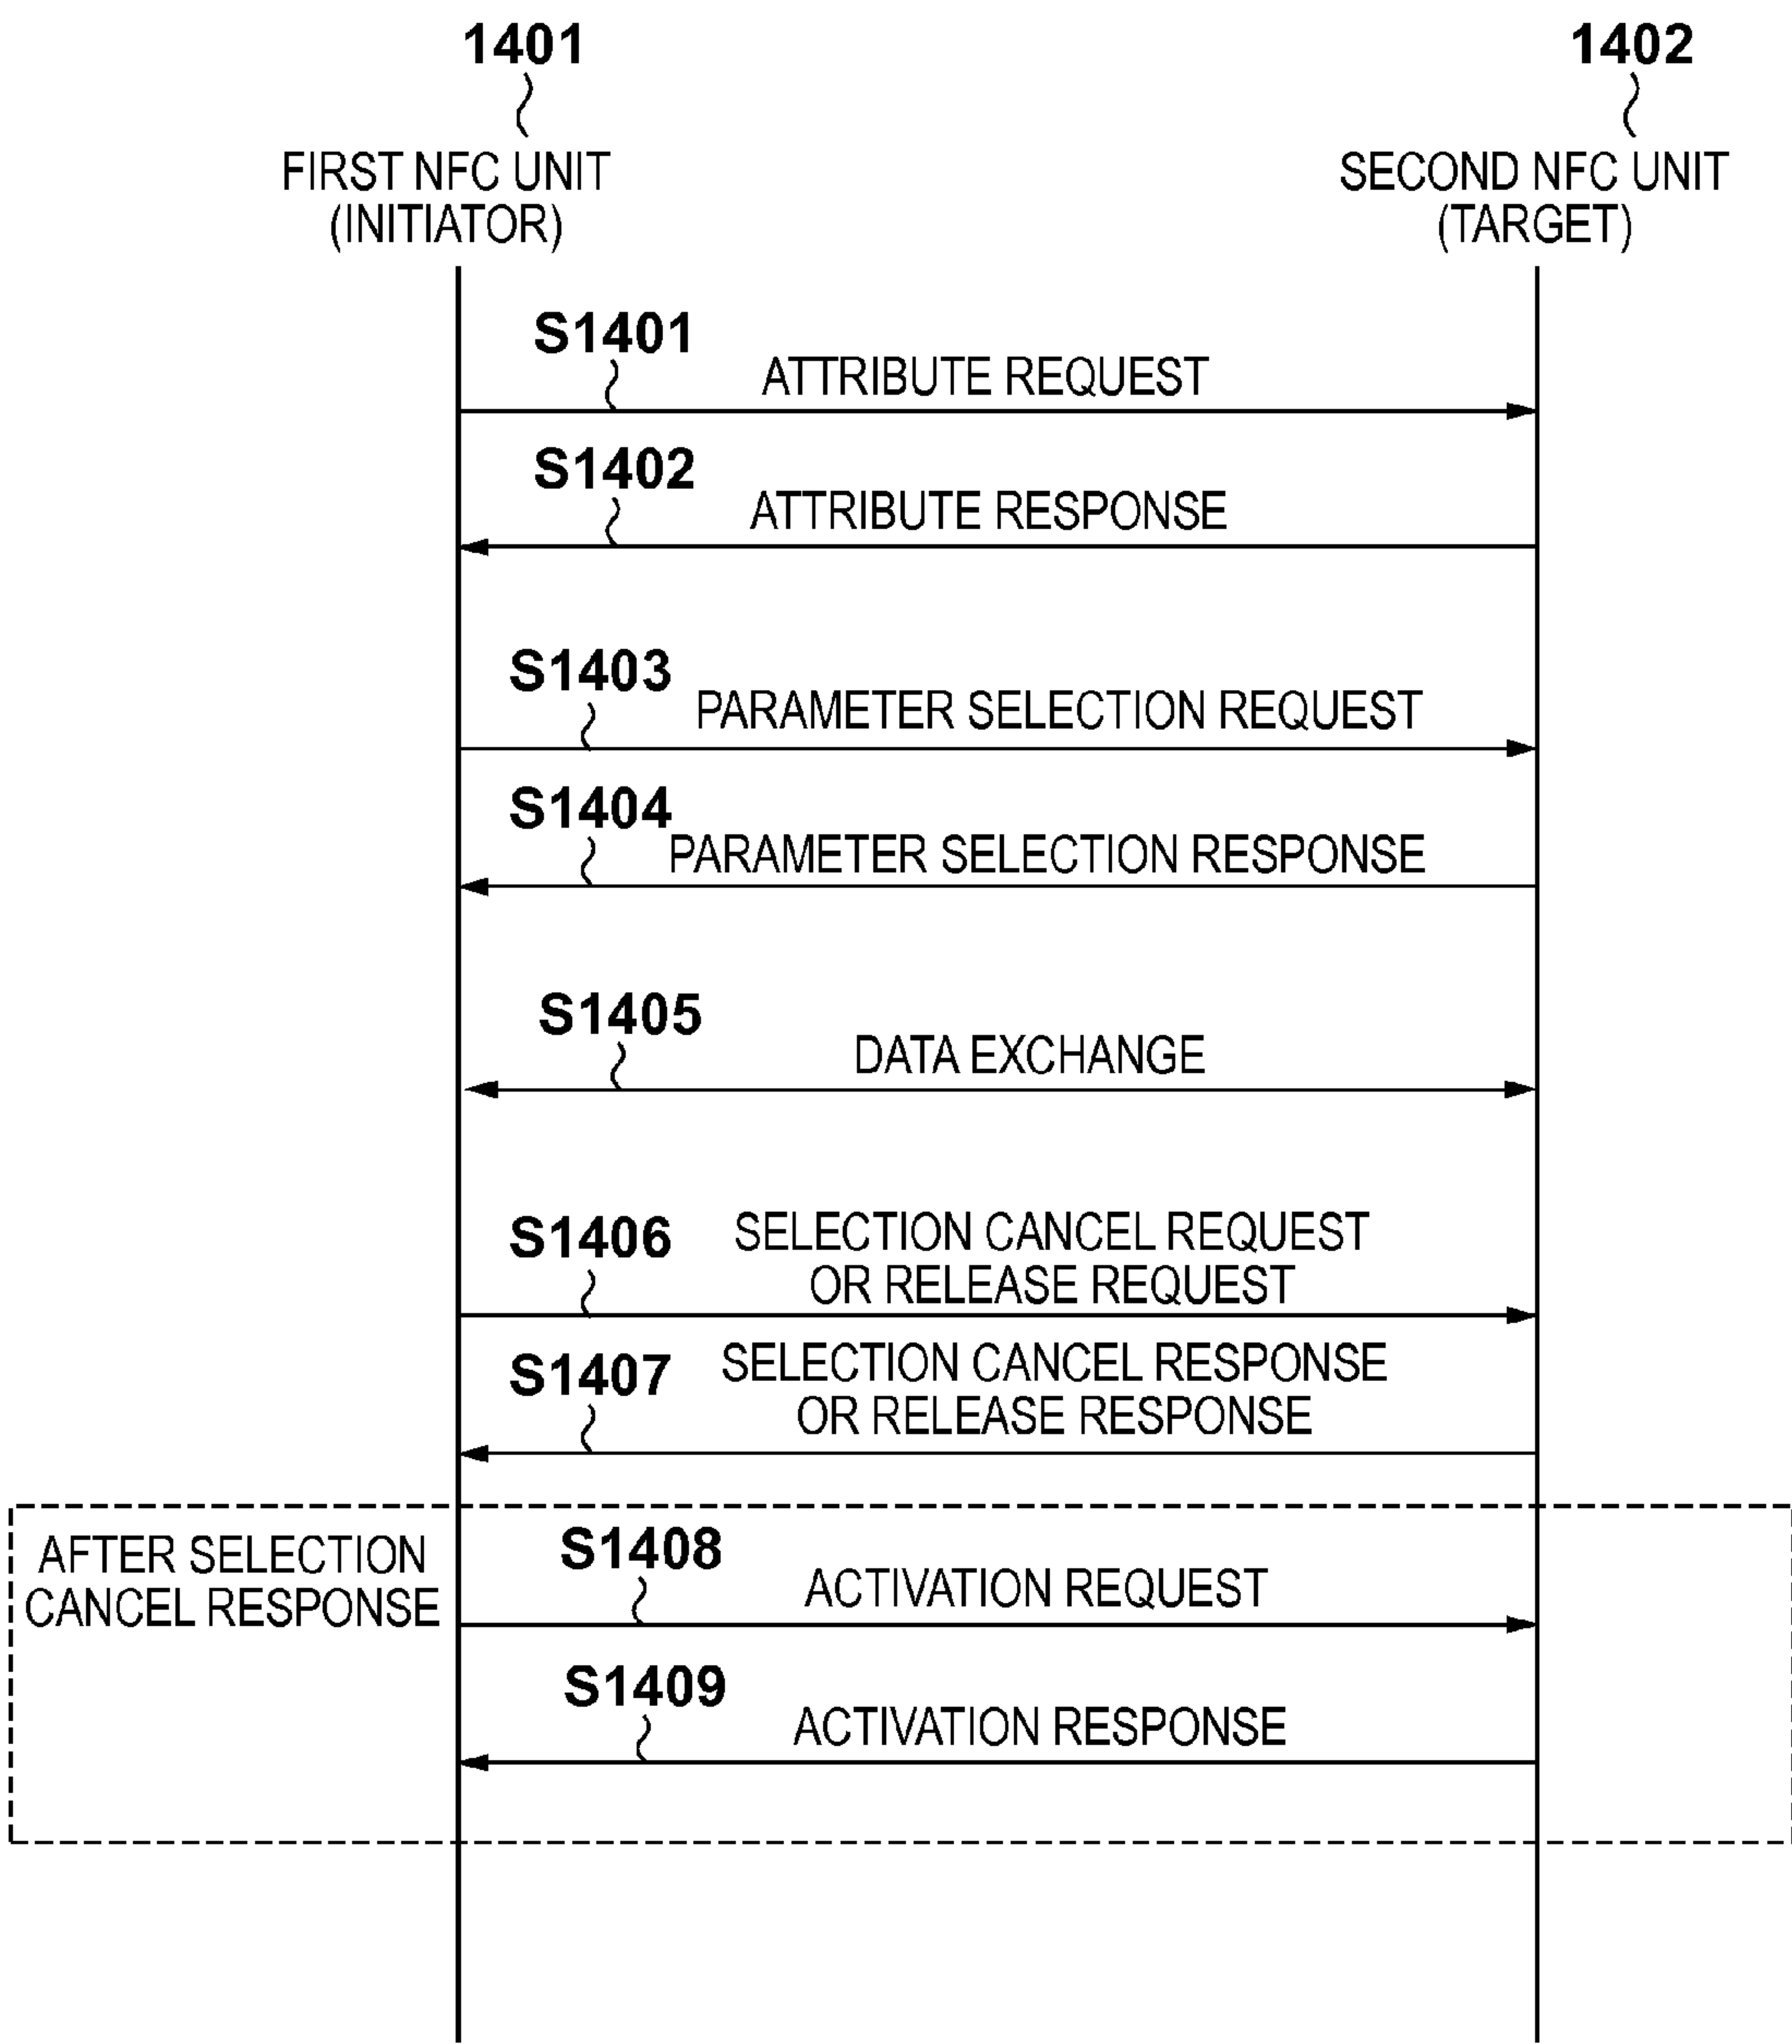 1401
1402
FIRST NFC UNIT
(INITIATOR)
SECOND NFC UNIT
(TARGET)
S1401
ATTRIBUTE REQUEST
S1402
ATTRIBUTE RESPONSE
S1403
PARAMETER SELECTION REQUEST
S1404
PARAMETER SELECTION RESPONSE
S1405
DATA EXCHANGE
S1406
SELECTION CANCEL REQUEST
OR RELEASE REQUEST
S1407
SELECTION CANCEL RESPONSE
OR RELEASE RESPONSE
AFTER SELECTION
CANCEL RESPONSE
S1408
ACTIVATION REQUEST
S1409
ACTIVATION RESPONSE